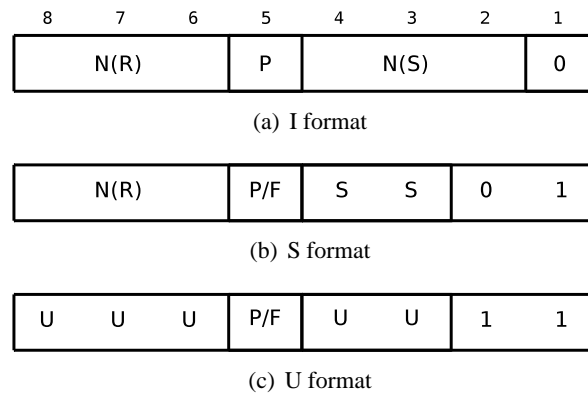 8 7 6 5 4 3 2 1
N(R) P N(S) 0
(a) I format
N(R) P/F S S 0 1
(b) S format
U U U P/F U U 1 1
(c) U format